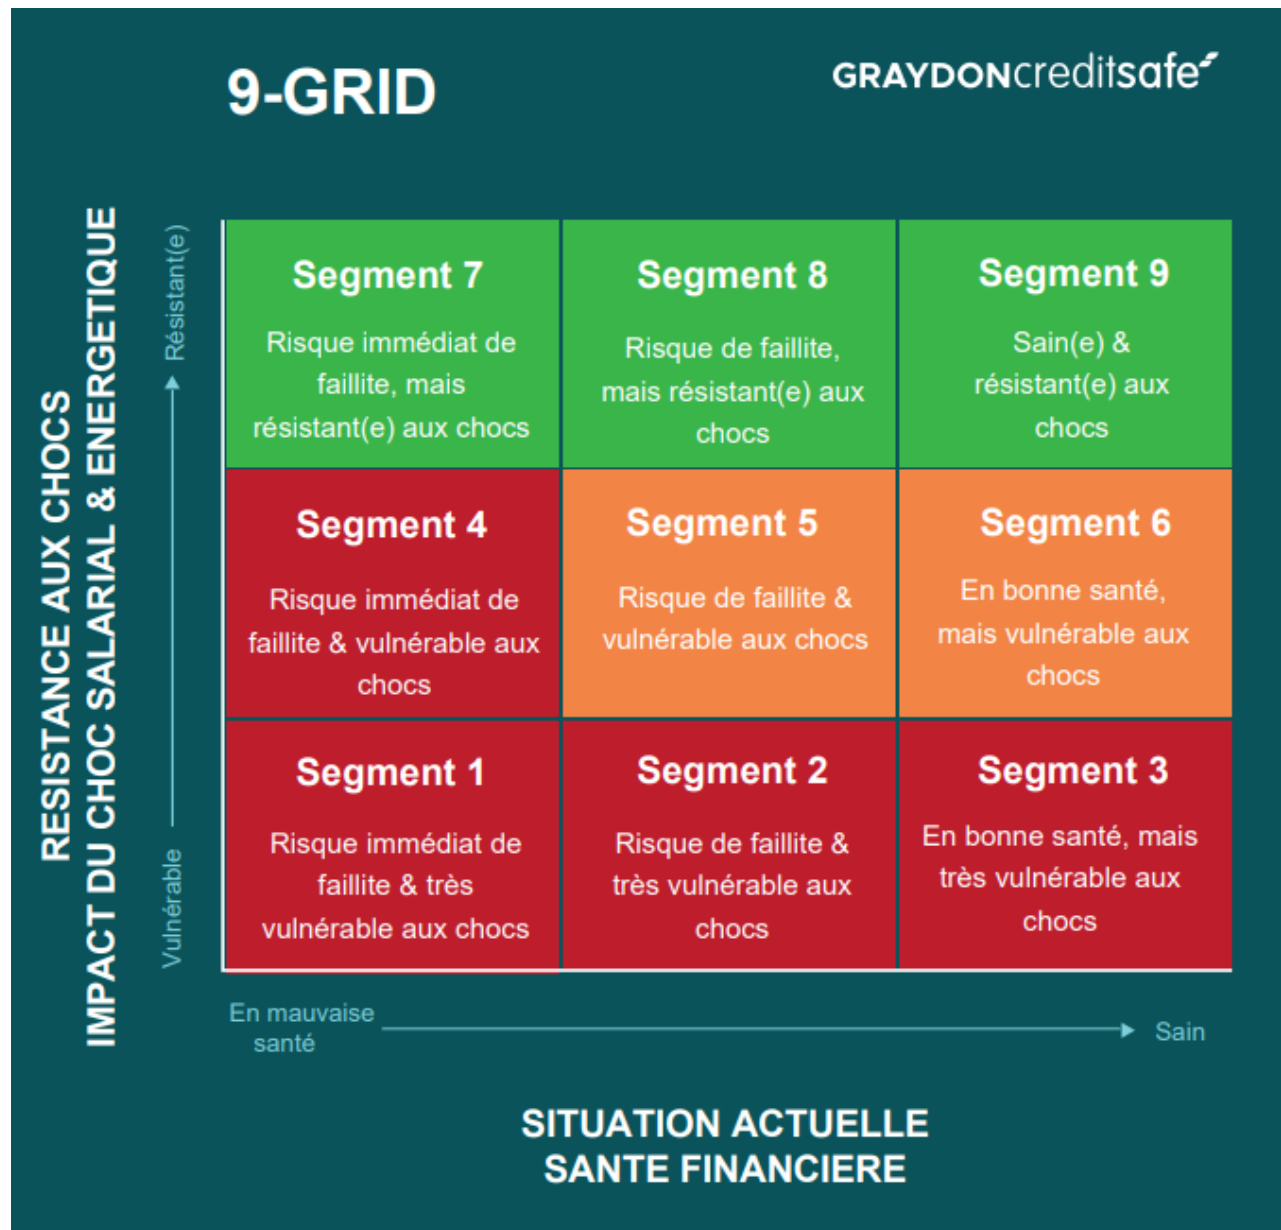 9-GRID
GRAYDONcreditsafe
RESISTANCE AUX CHOCS
IMPACT DU CHOC SALARIAL & ENERGETIQUE
Résistant(e)
Vulnérable
Segment 7
Risque immédiat de
faillite, mais
résistant(e) aux chocs
Segment 8
Risque de faillite,
mais résistant(e) aux
chocs
Segment 9
Sain(e) &
résistant(e) aux
chocs
Segment 4
Risque immédiat de
faillite & vulnérable aux
chocs
Segment 5
Risque de faillite &
vulnérable aux chocs
Segment 6
En bonne santé,
mais vulnérable aux
chocs
Segment 1
Risque immédiat de
faillite & très
vulnérable aux chocs
Segment 2
Risque de faillite &
très vulnérable aux
chocs
Segment 3
En bonne santé, mais
très vulnérable aux
chocs
En mauvaise
santé
Sain
SITUATION ACTUELLE
SANTE FINANCIERE